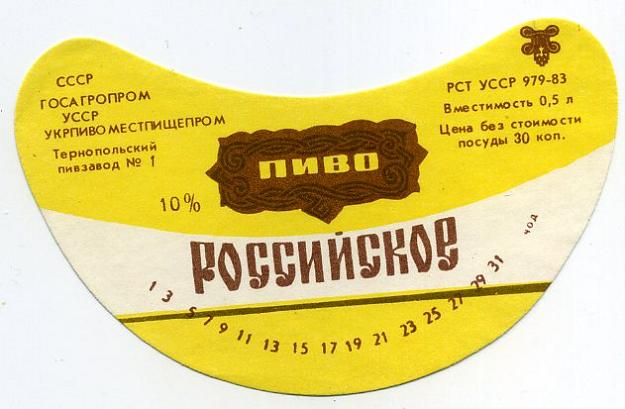 СССР
ГОСАГРОПРОМ
УССР
УКРПИВОМЕСТПИЩЕПРОМ
Тернопольский
пивзавод № 1
10%
ПИВО
РСТ УССР 979-83
Вместимость 0,5 л
Цена без стоимости
посуды 30 коп.
РОССИЙСКОЕ
1 3 5 7 9 11 13 15 17 19 21 23 25 27 29 31